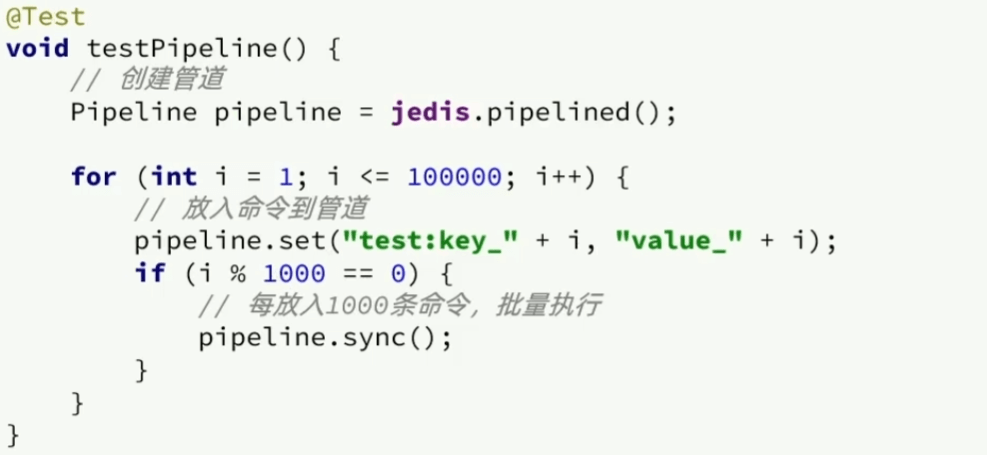 @Test
void testPipeline() {
// 创建管道
Pipeline pipeline = jedis.pipelined();
for (int i = 1; i <= 100000; i++) {
// 放入命令到管道
pipeline.set("test:key_" + i, "value_" + i);
if (i % 1000 == 0) {
// 每放入1000条命令，批量执行
pipeline.sync();
}
}
}